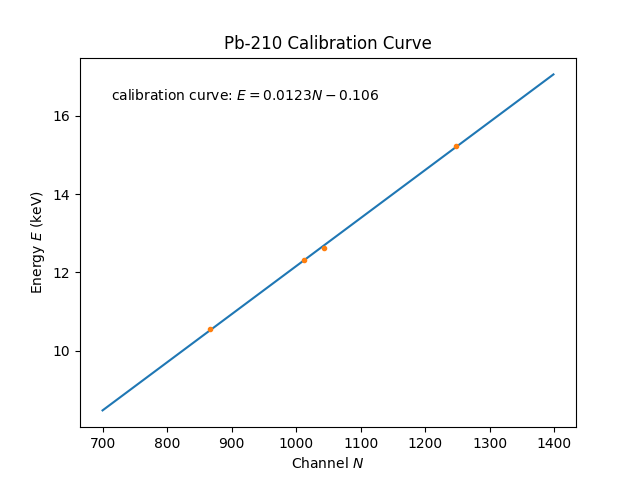 Pb-210 Calibration Curve
calibration curve: E = 0.0123N − 0.106
Energy E (keV)
16
14
12
10
700 800 900 1000 1100 1200 1300 1400
Channel N